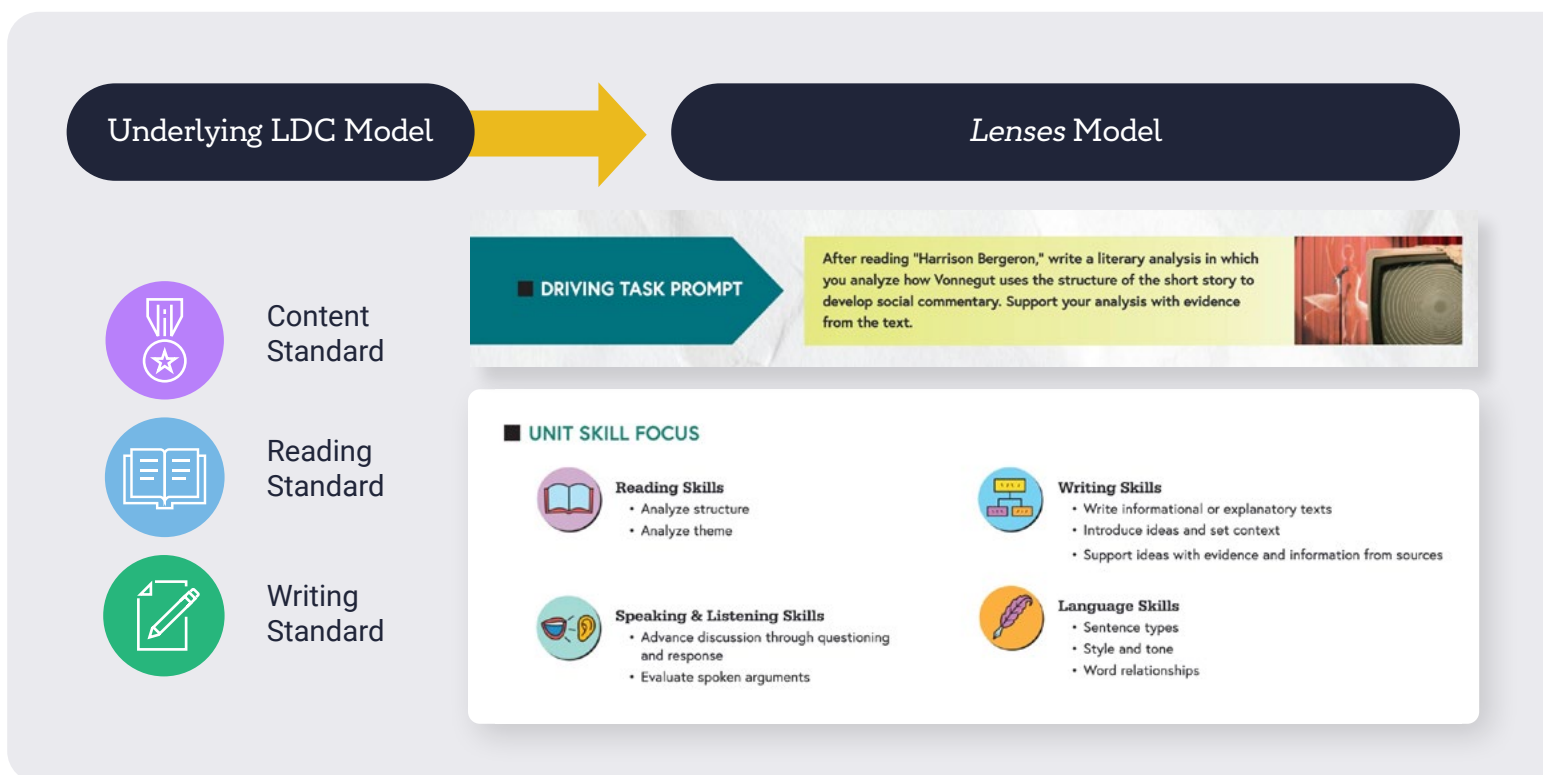 Underlying LDC Model
Lenses Model
Content
Standard
Reading
Standard
Writing
Standard
DRIVING TASK PROMPT
After reading "Harrison Bergeron," write a literary analysis in which
you analyze how Vonnegut uses the structure of the short story to
develop social commentary. Support your analysis with evidence
from the text.
UNIT SKILL FOCUS
Reading Skills
• Analyze structure
• Analyze theme
Writing Skills
• Write informational or explanatory texts
• Introduce ideas and set context
• Support ideas with evidence and information from sources
Speaking & Listening Skills
• Advance discussion through questioning
and response
• Evaluate spoken arguments
Language Skills
• Sentence types
• Style and tone
• Word relationships